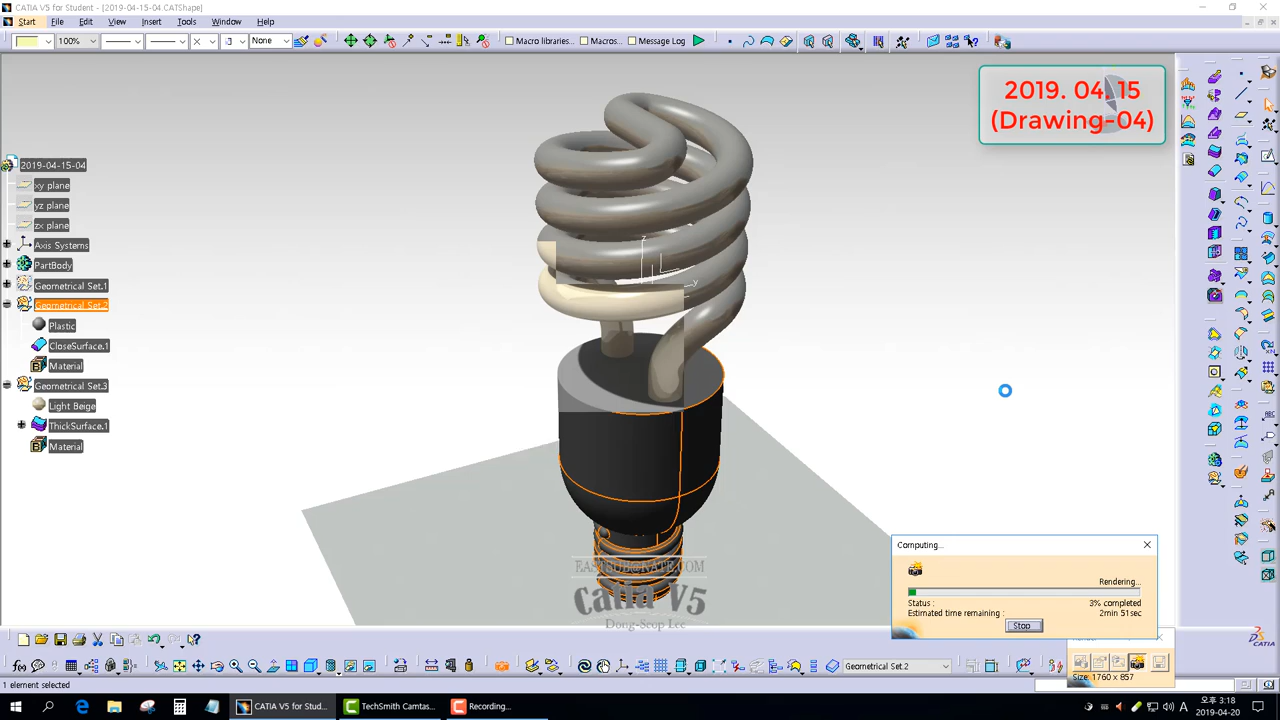 CATIA V5 for Student - [2019-04-15-04.CATShape]
Start File Edit View Insert Tools Window Help
100% None Macro libraries... Macros... Message Log
2019. 04. 15
(Drawing-04)
2019-04-15-04
xy plane
yz plane
zx plane
Axis Systems
PartBody
Geometrical Set.1
Geometrical Set.2
Plastic
CloseSurface.1
Material
Geometrical Set.3
Light Beige
ThickSurface.1
Material
z
y
Computing...
Rendering...
Status : 3% completed
Estimated time remaining : 2min 51sec
Stop
EASTSUB@NATE.COM
Catia V5
Dong-Seop Lee
Size: 1760 x 857
CATIA
Geometrical Set.2
1 element selected
CATIA V5 for Stud...
TechSmith Camtas...
Recording...
A
오후 3:18
2019-04-20